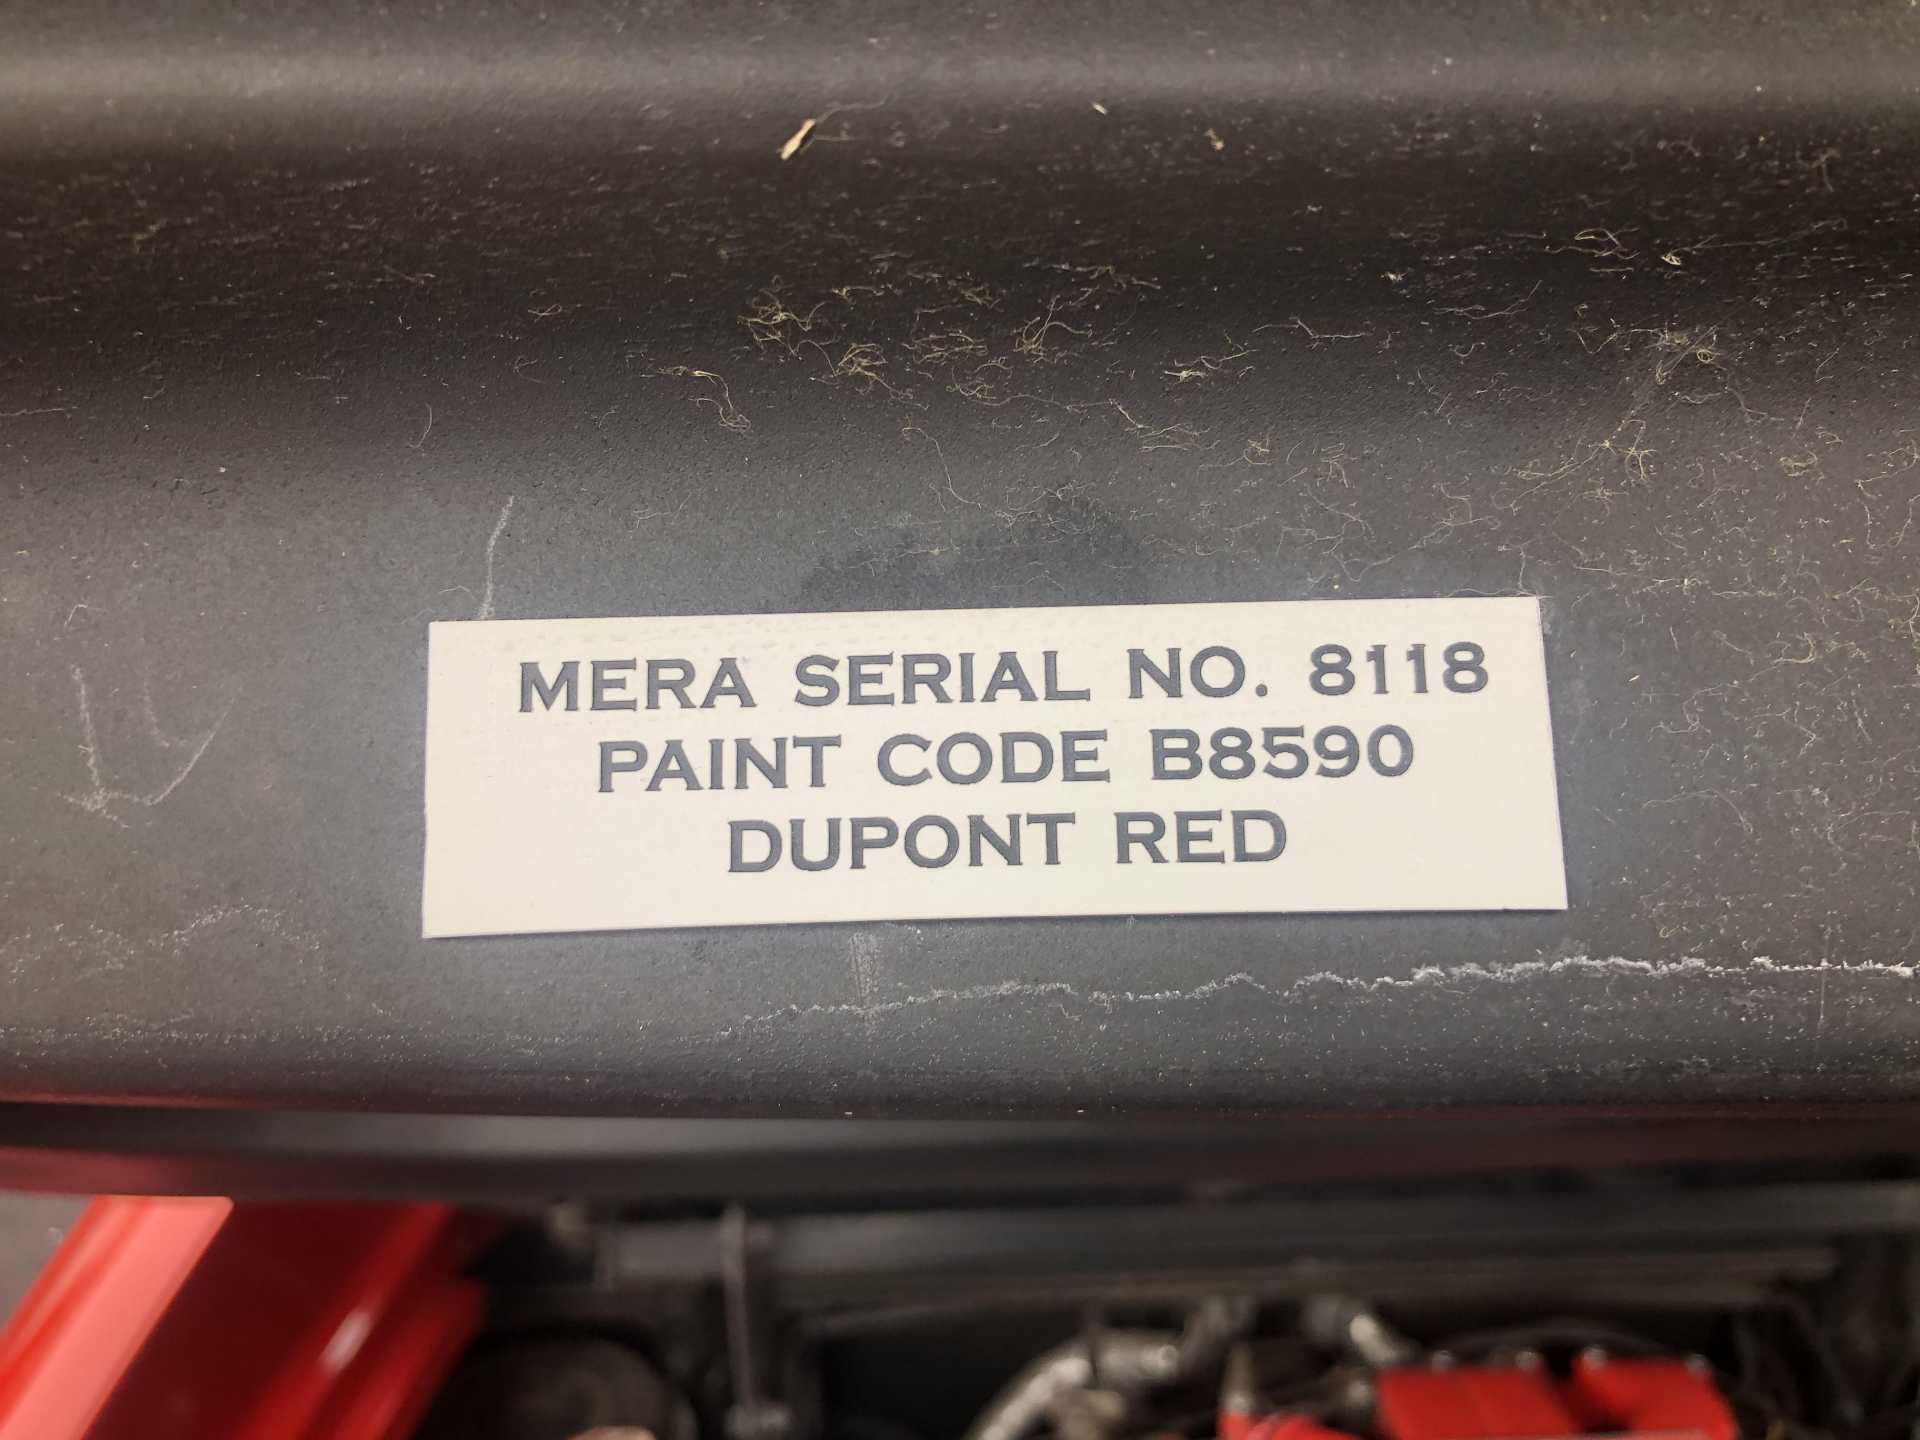 MERA SERIAL NO. 8118
PAINT CODE B8590
DUPONT RED